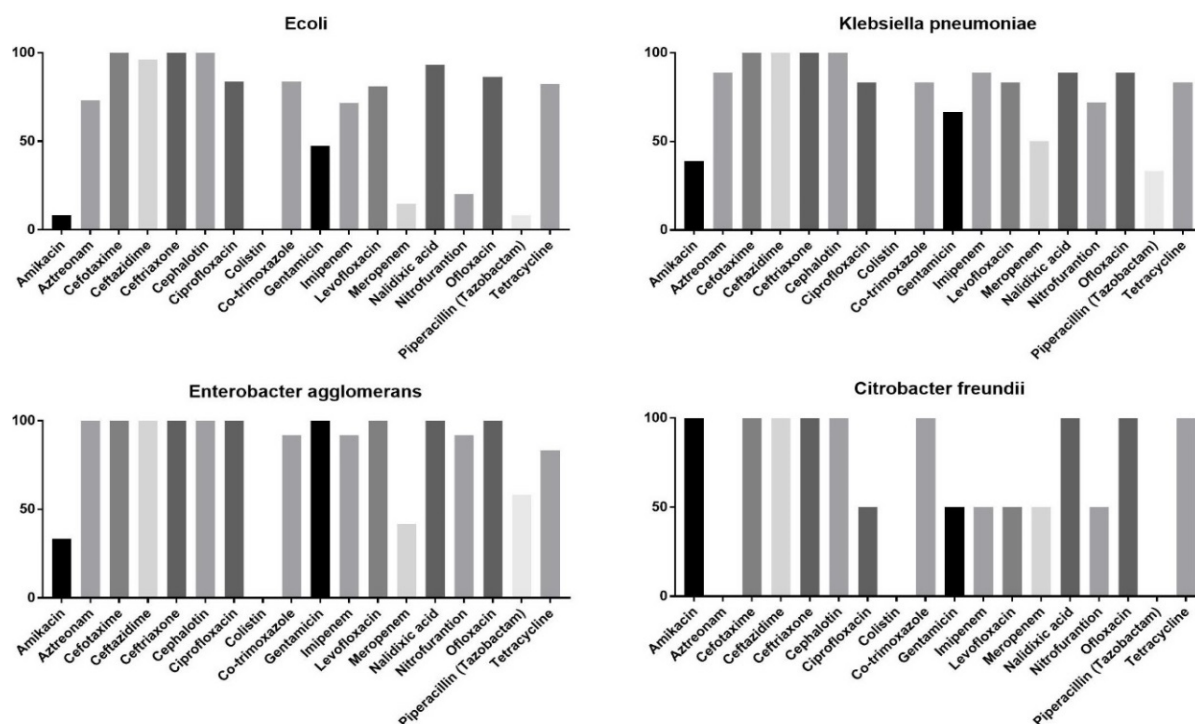 Ecoli
100
50
0
Amikacin
Aztreonam
Cefotaxime
Ceftazidime
Ceftriaxone
Cephalotin
Ciprofloxacin
Colistin
Co-trimoxazole
Gentamicin
Imipenem
Levofloxacin
Meropenem
Nalidixic acid
Nitrofurantion
Ofloxacin
Piperacillin (Tazobactam)
Tetracycline
Klebsiella pneumoniae
100
50
0
Amikacin
Aztreonam
Cefotaxime
Ceftazidime
Ceftriaxone
Cephalotin
Ciprofloxacin
Colistin
Co-trimoxazole
Gentamicin
Imipenem
Levofloxacin
Meropenem
Nalidixic acid
Nitrofurantion
Ofloxacin
Piperacillin (Tazobactam)
Tetracycline
Enterobacter agglomerans
100
50
0
Amikacin
Aztreonam
Cefotaxime
Ceftazidime
Ceftriaxone
Cephalotin
Ciprofloxacin
Colistin
Co-trimoxazole
Gentamicin
Imipenem
Levofloxacin
Meropenem
Nalidixic acid
Nitrofurantion
Ofloxacin
Piperacillin (Tazobactam)
Tetracycline
Citrobacter freundii
100
50
0
Amikacin
Aztreonam
Cefotaxime
Ceftazidime
Ceftriaxone
Cephalotin
Ciprofloxacin
Colistin
Co-trimoxazole
Gentamicin
Imipenem
Levofloxacin
Meropenem
Nalidixic acid
Nitrofurantion
Ofloxacin
Piperacillin (Tazobactam)
Tetracycline